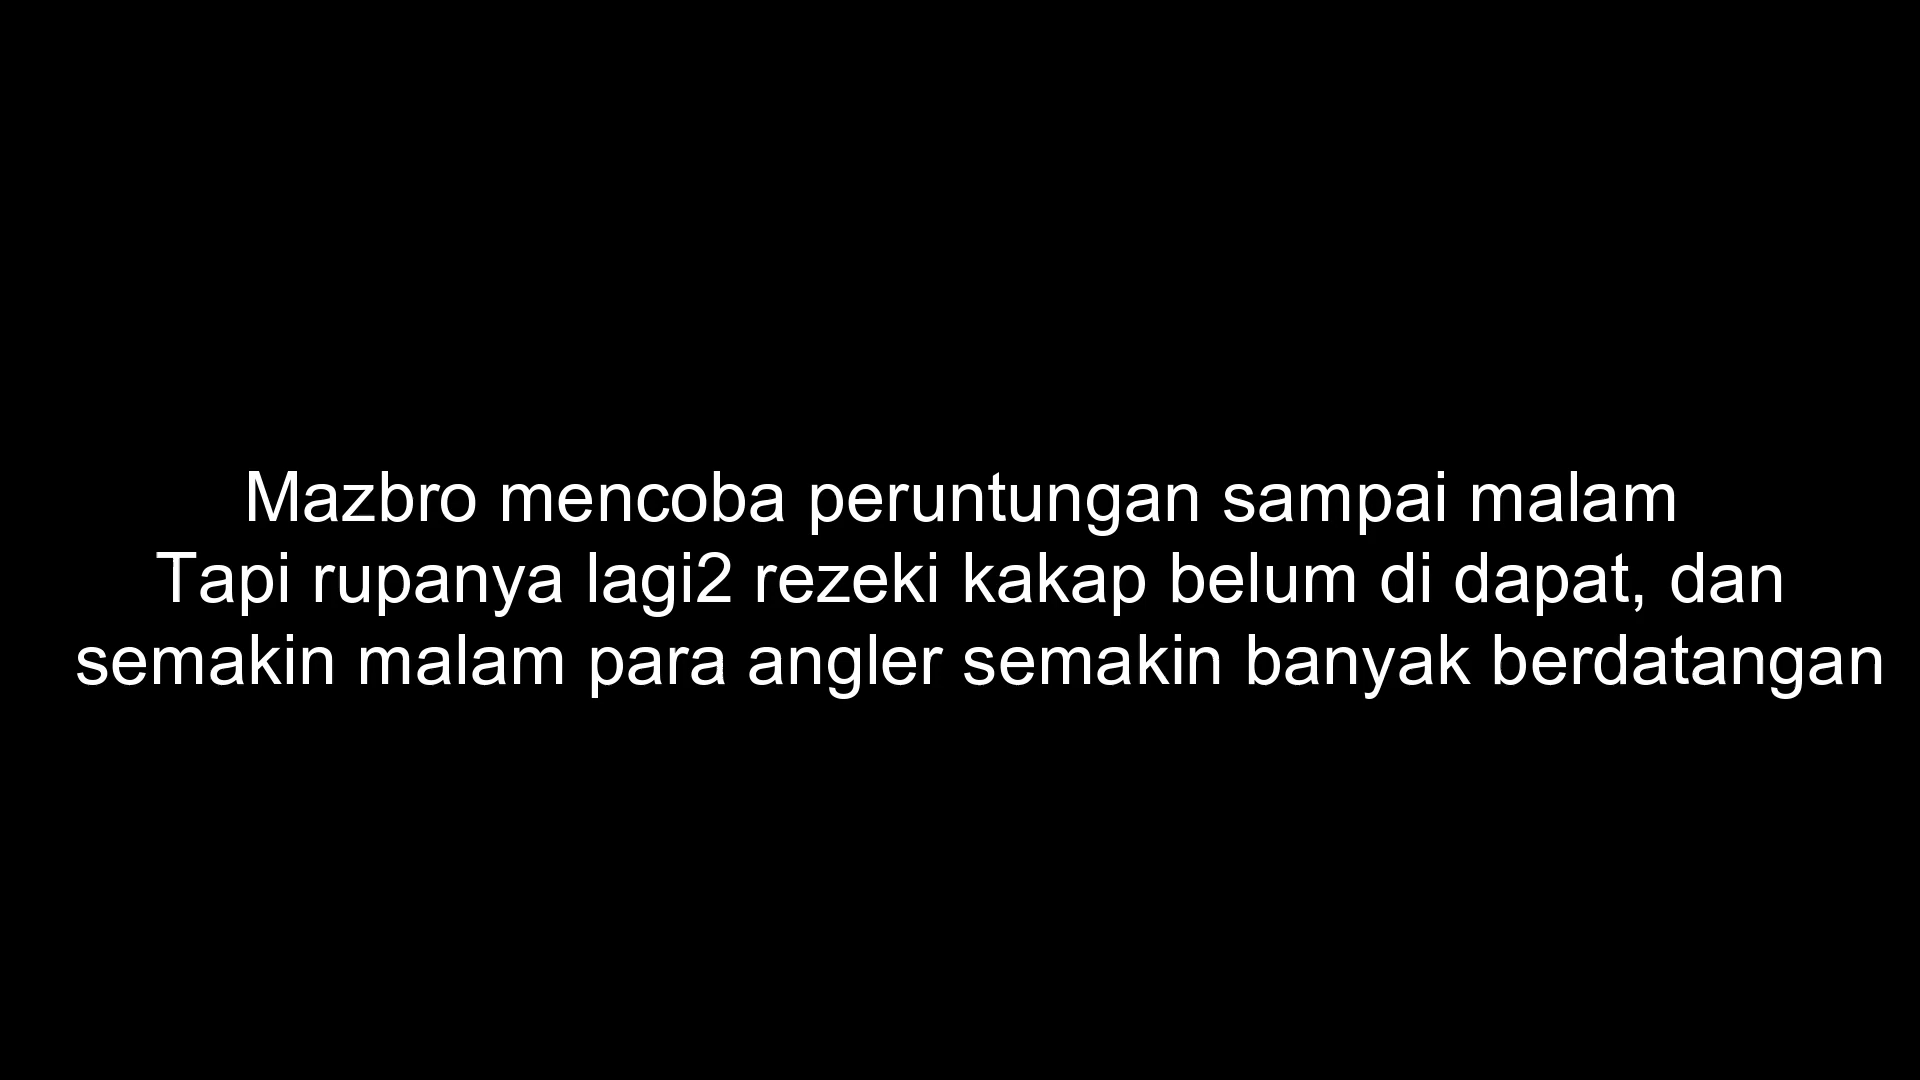 Mazbro mencoba peruntungan sampai malam
Tapi rupanya lagi2 rezeki kakap belum di dapat, dan
semakin malam para angler semakin banyak berdatangan